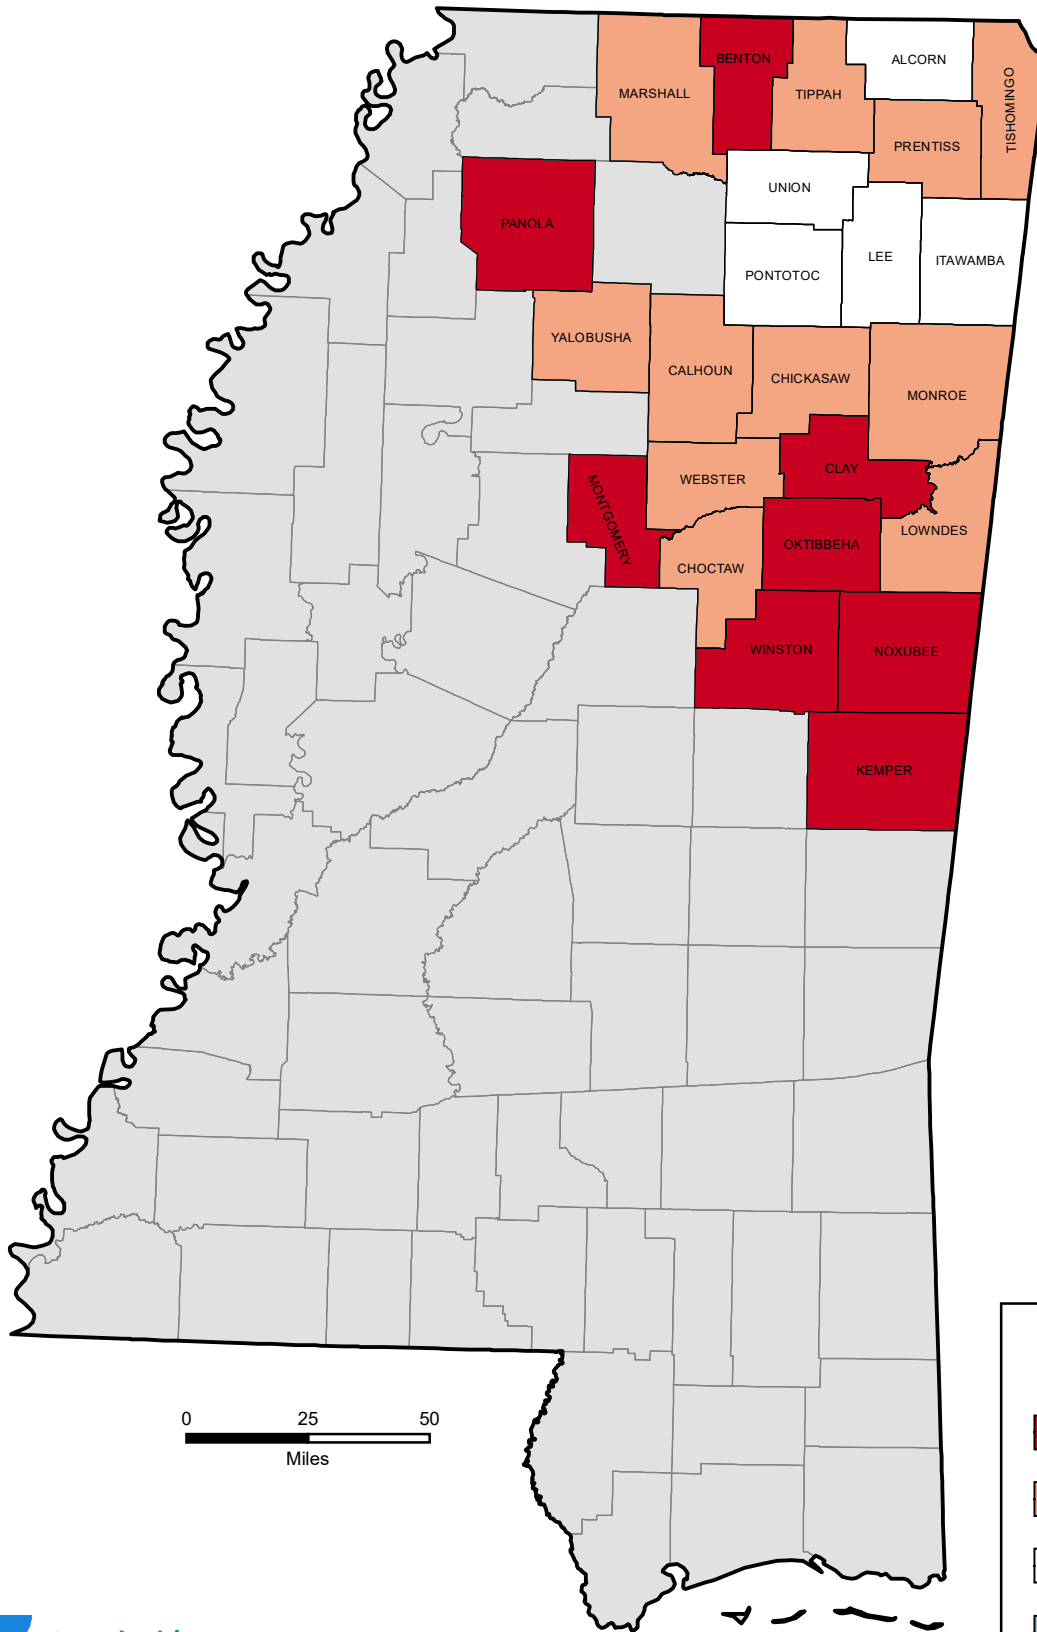 BENTON
ALCORN
MARSHALL
TIPPAH
TISHOMINGO
PRENTISS
UNION
PANOLA
LEE
ITAWAMBA
PONTOTOC
YALOBUSHA
CALHOUN
CHICKASAW
MONROE
CLAY
WEBSTER
MONTGOMERY
LOWNDES
OKTIBBEHA
CHOCTAW
WINSTON
NOXUBEE
KEMPER
0 25 50
Miles